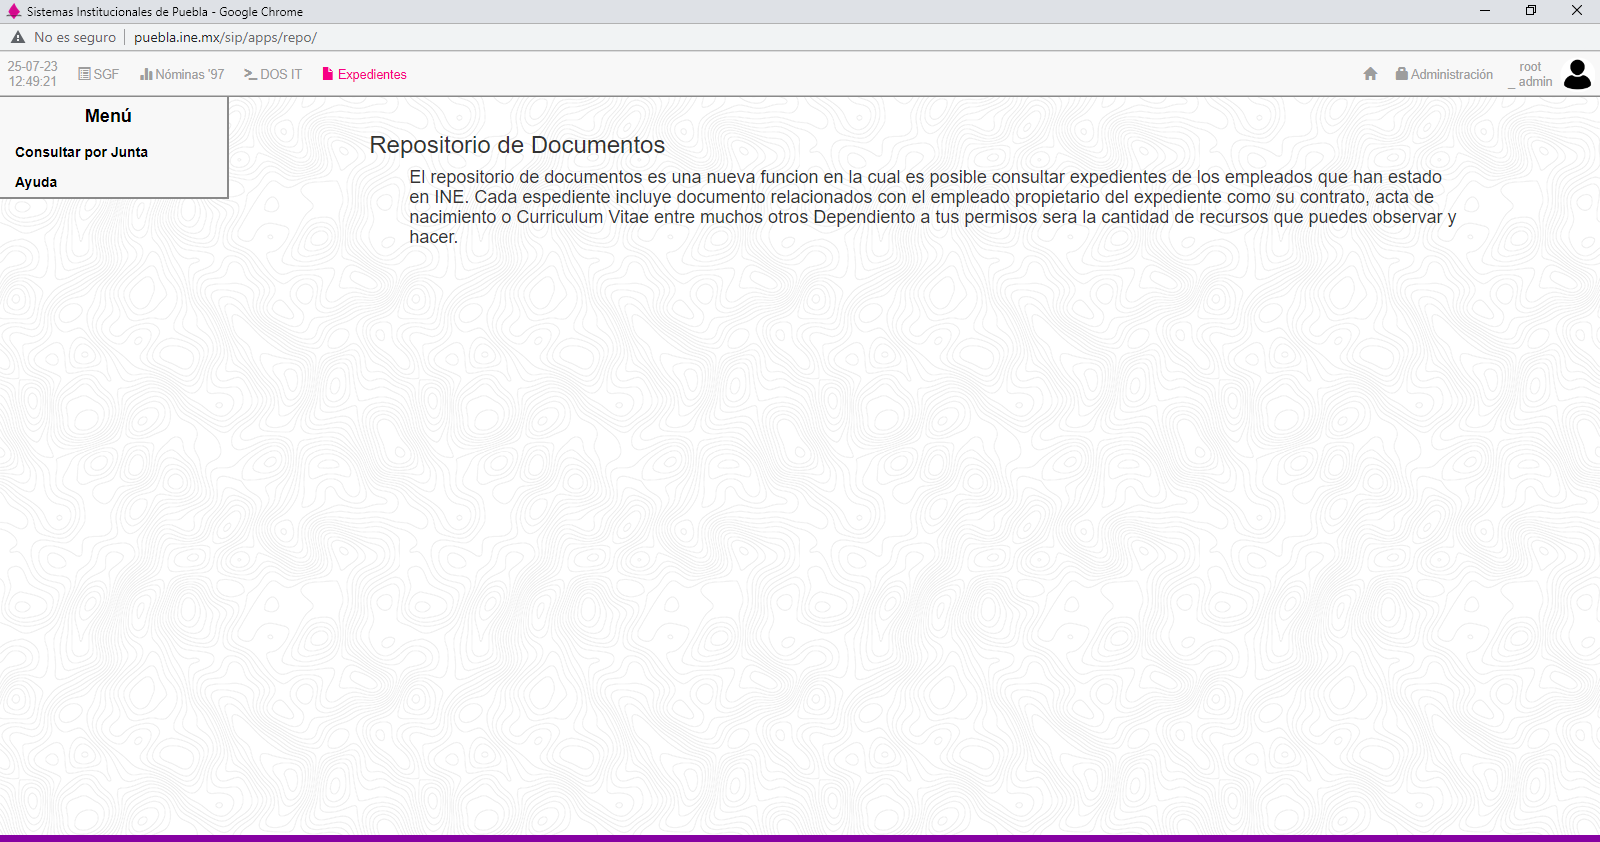 Sistemas Institucionales de Puebla - Google Chrome
No es seguro puebla.ine.mx/sip/apps/repo/
25-07-23
12:49:21
SGF
Nóminas '97
DOS IT
Expedientes
Administración
root
_ admin
Menú
Consultar por Junta
Ayuda
Repositorio de Documentos
El repositorio de documentos es una nueva funcion en la cual es posible consultar expedientes de los empleados que han estado
en INE. Cada espediente incluye documento relacionados con el empleado propietario del expediente como su contrato, acta de
nacimiento o Curriculum Vitae entre muchos otros Dependiento a tus permisos sera la cantidad de recursos que puedes observar y
hacer.